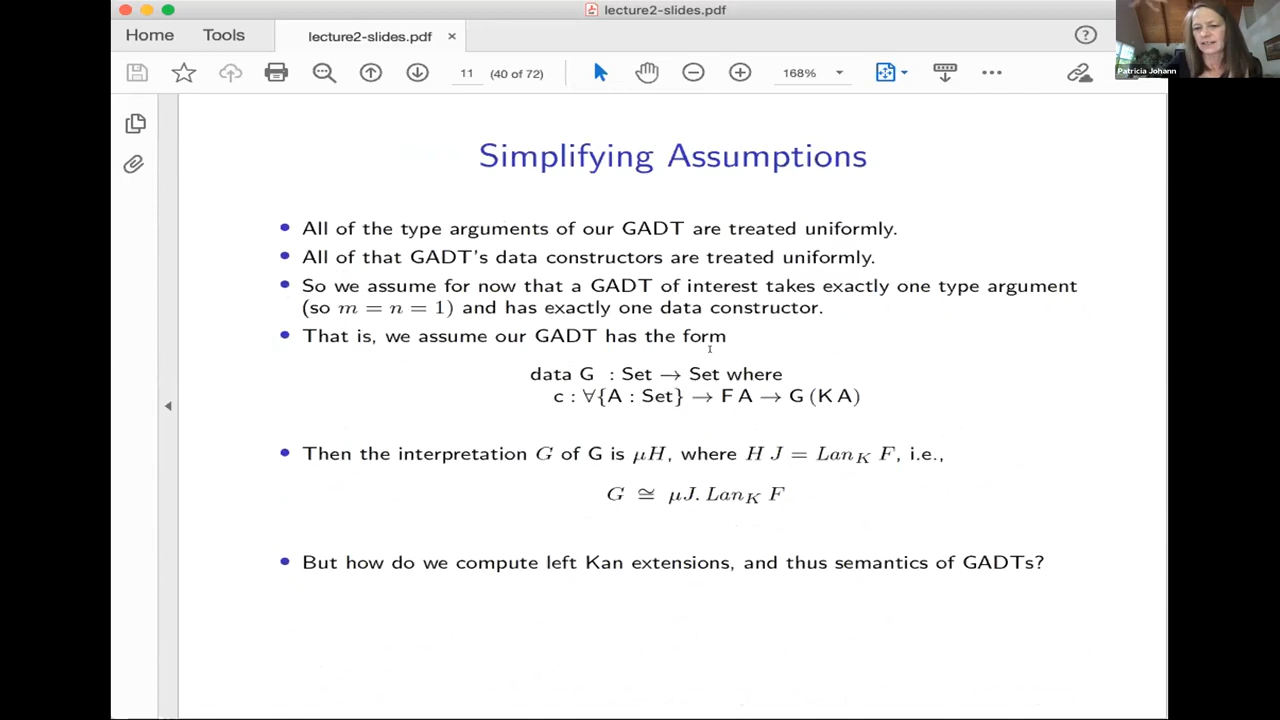 lecture2-slides.pdf
Home
Tools
lecture2-slides.pdf
11
(40 of 72)
168%
Patricia Johann
Simplifying Assumptions
• All of the type arguments of our GADT are treated uniformly.
• All of that GADT's data constructors are treated uniformly.
• So we assume for now that a GADT of interest takes exactly one type argument
(so m = n = 1) and has exactly one data constructor.
• That is, we assume our GADT has the form
data G : Set → Set where
c : ∀{A : Set} → F A → G (K A)
• Then the interpretation G of G is μH, where H J = Lan_K F, i.e.,
G ≅ μJ. Lan_K F
• But how do we compute left Kan extensions, and thus semantics of GADTs?